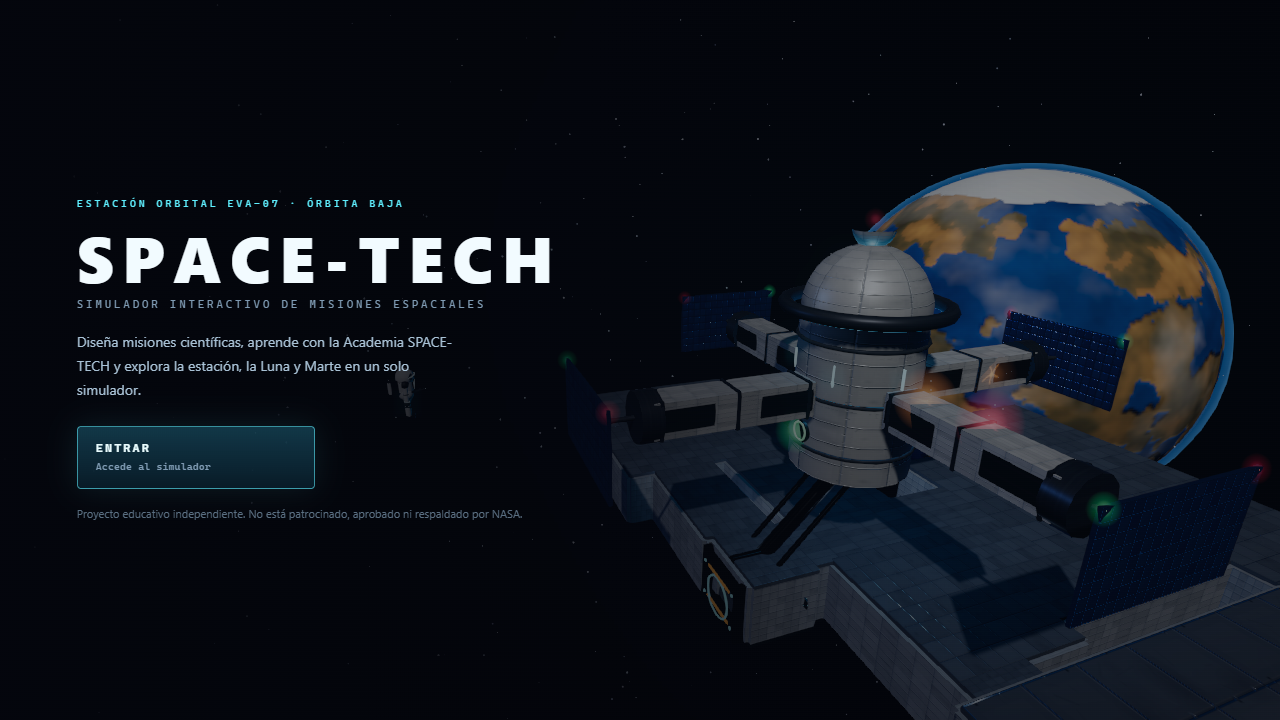 ESTACIÓN ORBITAL EVA-07 · ÓRBITA BAJA
SPACE-TECH
SIMULADOR INTERACTIVO DE MISIONES ESPACIALES
Diseña misiones científicas, aprende con la Academia SPACE-
TECH y explora la estación, la Luna y Marte en un solo
simulador.
ENTRAR
Accede al simulador
Proyecto educativo independiente. No está patrocinado, aprobado ni respaldado por NASA.